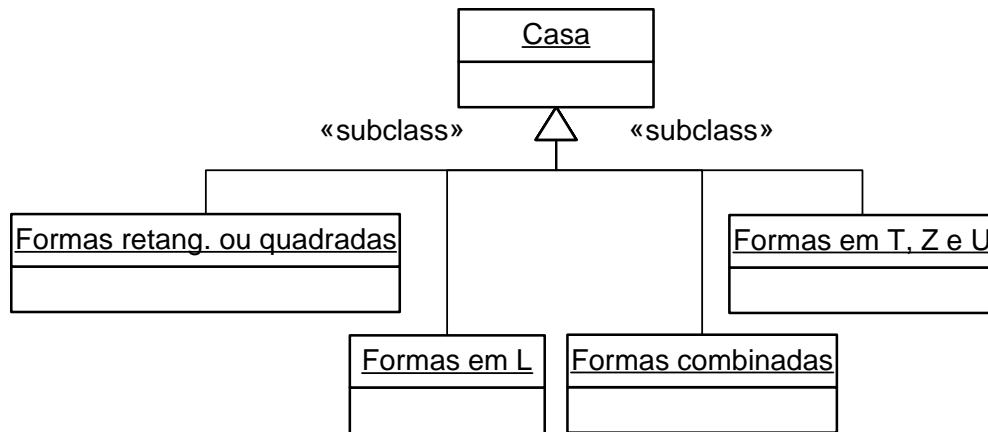 Casa
«subclass» «subclass»
Formas retang. ou quadradas
Formas em T, Z e U
Formas em L
Formas combinadas